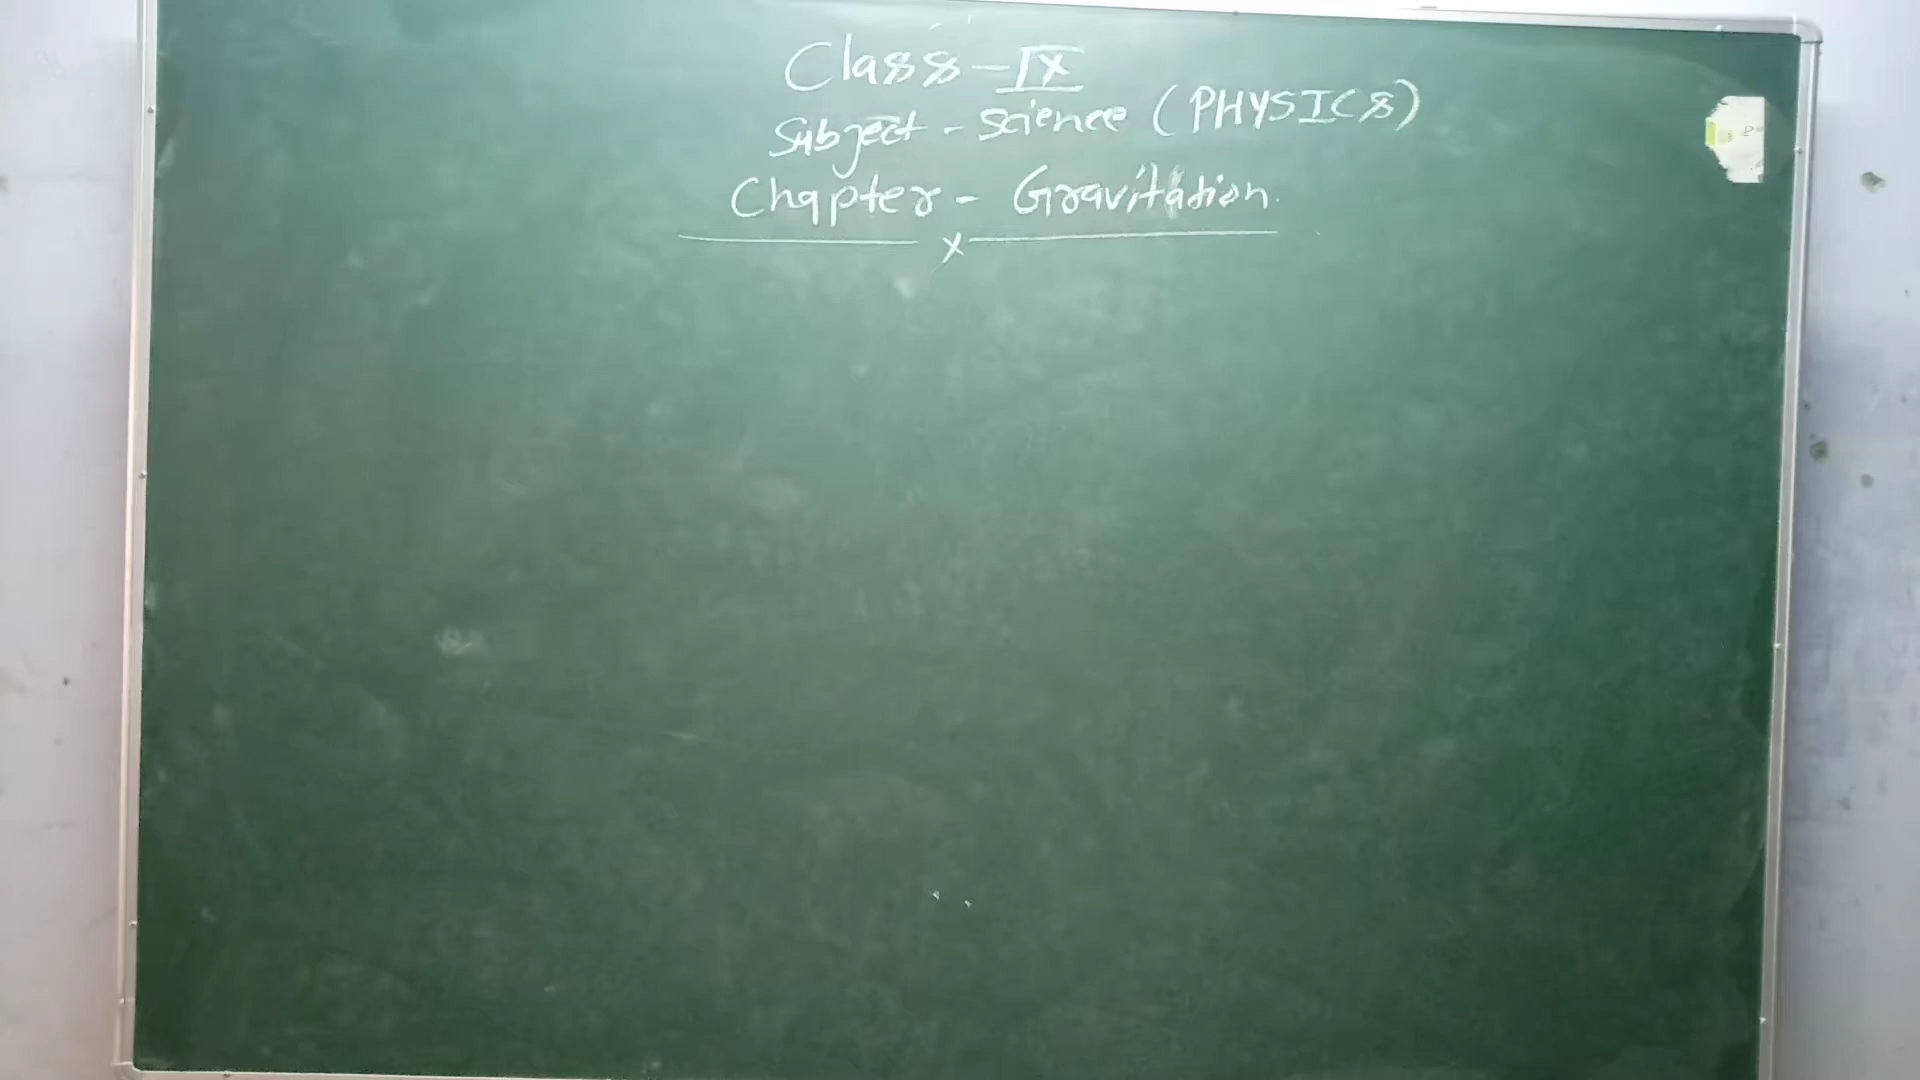 Class - IX
Subject - Science (PHYSICS)
Chapter - Gravitation.
x